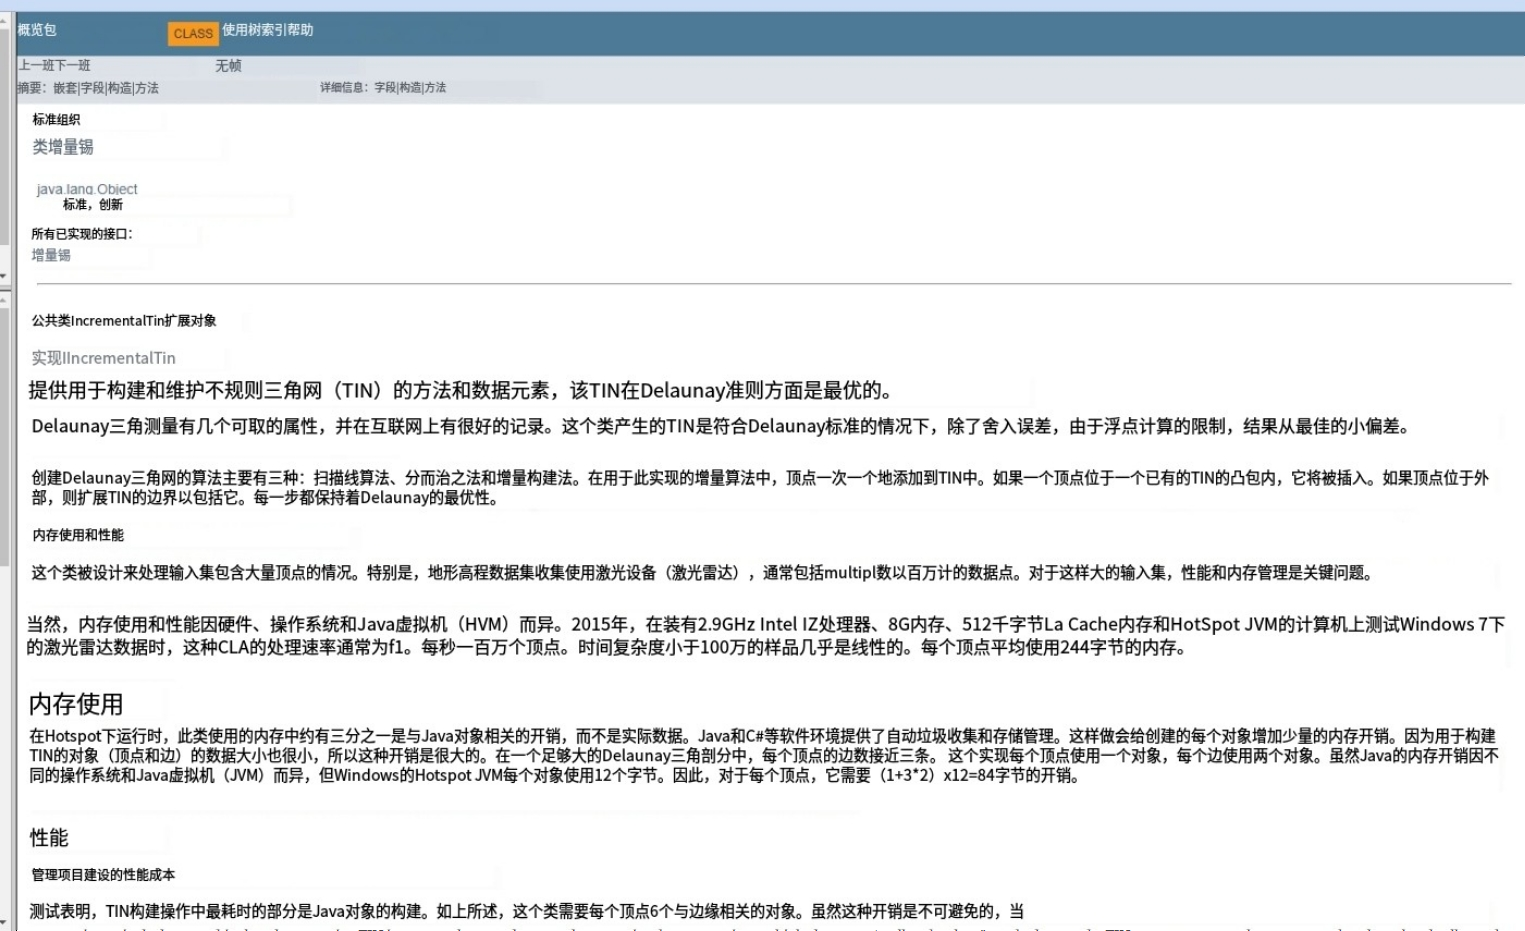 概览包
CLASS 使用树索引帮助
上一班下一班 无帧
摘要：嵌套|字段|构造|方法 详细信息：字段|构造|方法
标准组织
类增量锡
java.lang.Object
标准，创新
所有已实现的接口：
增量锡
公共类IncrementalTin扩展对象
实现IIncrementalTin
提供用于构建和维护不规则三角网（TIN）的方法和数据元素，该TIN在Delaunay准则方面是最优的。
Delaunay三角测量有几个可取的属性，并在互联网上有很好的记录。这个类产生的TIN是符合Delaunay标准的情况下，除了舍入误差，由于浮点计算的限制，结果从最佳的小偏差。
创建Delaunay三角网的算法主要有三种：扫描线算法、分而治之法和增量构建法。在用于此实现的增量算法中，顶点一次一个地添加到TIN中。如果一个顶点位于一个已有的TIN的凸包内，它将被插入。如果顶点位于外
部，则扩展TIN的边界以包括它。每一步都保持着Delaunay的最优性。
内存使用和性能
这个类被设计来处理输入集包含大量顶点的情况。特别是，地形高程数据集收集使用激光设备（激光雷达），通常包括multipl数以百万计的数据点。对于这样大的输入集，性能和内存管理是关键问题。
当然，内存使用和性能因硬件、操作系统和Java虚拟机（HVM）而异。2015年，在装有2.9GHz Intel IZ处理器、8G内存、512千字节La Cache内存和HotSpot JVM的计算机上测试Windows 7下
的激光雷达数据时，这种CLA的处理速率通常为f1。每秒一百万个顶点。时间复杂度小于100万的样品几乎是线性的。每个顶点平均使用244字节的内存。
内存使用
在Hotspot下运行时，此类使用的内存中约有三分之一是与Java对象相关的开销，而不是实际数据。Java和C#等软件环境提供了自动垃圾收集和存储管理。这样做会给创建的每个对象增加少量的内存开销。因为用于构建
TIN的对象（顶点和边）的数据大小也很小，所以这种开销是很大的。在一个足够大的Delaunay三角剖分中，每个顶点的边数接近三条。 这个实现每个顶点使用一个对象，每个边使用两个对象。虽然Java的内存开销因不
同的操作系统和Java虚拟机（JVM）而异，但Windows的Hotspot JVM每个对象使用12个字节。因此，对于每个顶点，它需要（1+3*2）x12=84字节的开销。
性能
管理项目建设的性能成本
测试表明，TIN构建操作中最耗时的部分是Java对象的构建。如上所述，这个类需要每个顶点6个与边缘相关的对象。虽然这种开销是不可避免的，当